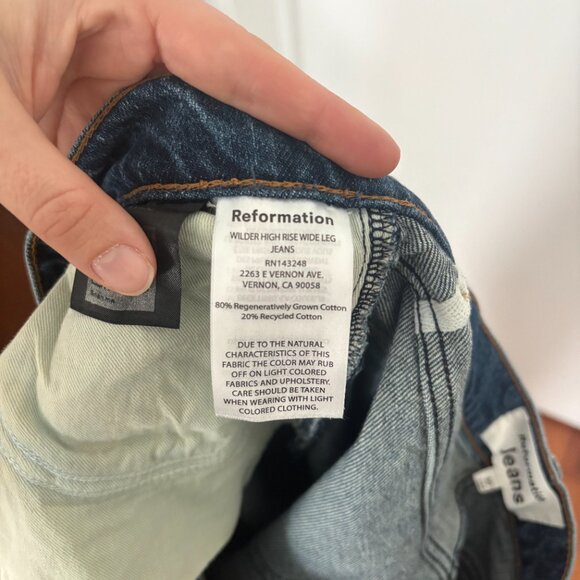 Reformation
WILDER HIGH RISE WIDE LEG
JEANS
RN143248
2263 E VERNON AVE,
VERNON, CA 90058
80% Regeneratively Grown Cotton
20% Recycled Cotton
DUE TO THE NATURAL
CHARACTERISTICS OF THIS
FABRIC THE COLOR MAY RUB
OFF ON LIGHT COLORED
FABRICS AND UPHOLSTERY.
CARE SHOULD BE TAKEN
WHEN WEARING WITH LIGHT
COLORED CLOTHING.
Reformation
Jeans